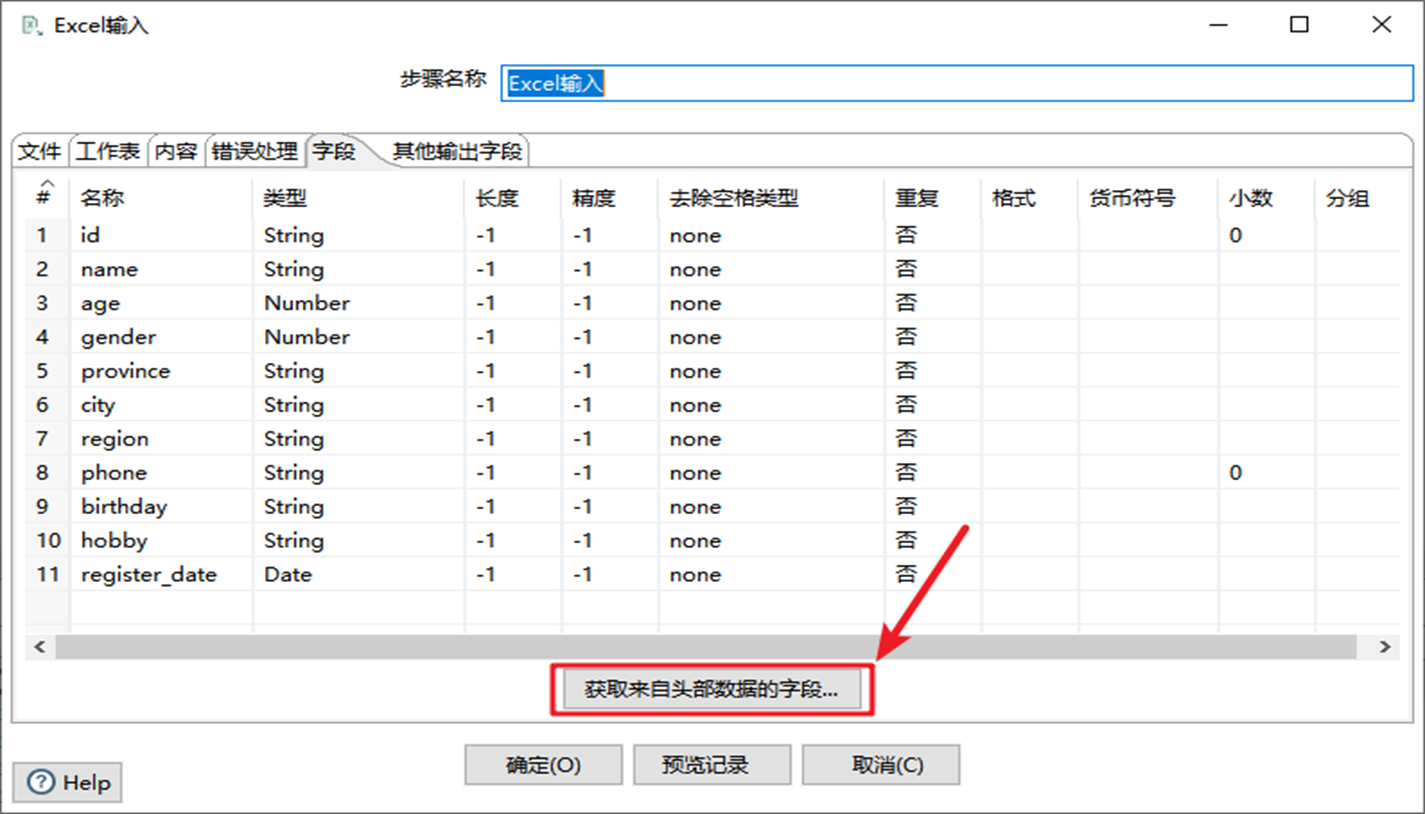 Excel输入
步骤名称 Excel输入
文件 工作表 内容 错误处理 字段 其他输出字段
# 名称 类型 长度 精度 去除空格类型 重复 格式 货币符号 小数 分组
1 id String -1 -1 none 否 0
2 name String -1 -1 none 否
3 age Number -1 -1 none 否
4 gender Number -1 -1 none 否
5 province String -1 -1 none 否
6 city String -1 -1 none 否
7 region String -1 -1 none 否
8 phone String -1 -1 none 否 0
9 birthday String -1 -1 none 否
10 hobby String -1 -1 none 否
11 register_date Date -1 -1 none 否
获取来自头部数据的字段...
确定(O) 预览记录 取消(C)
Help